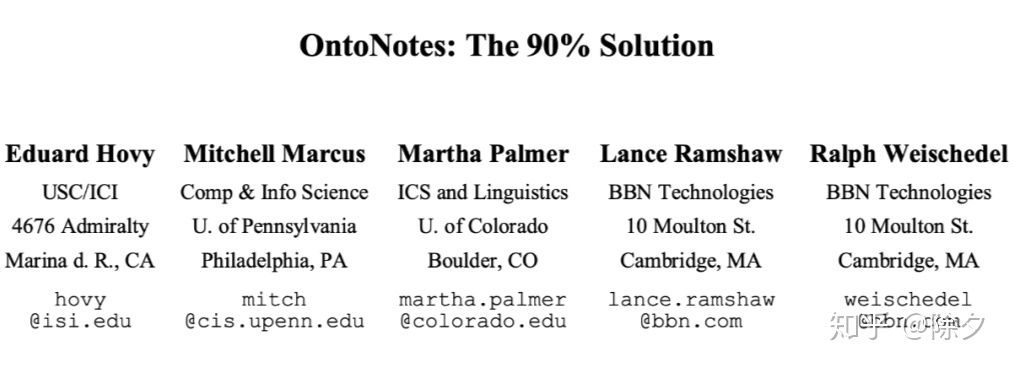 OntoNotes: The 90% Solution
Eduard Hovy Mitchell Marcus Martha Palmer Lance Ramshaw Ralph Weischedel
USC/ICI Comp & Info Science ICS and Linguistics BBN Technologies BBN Technologies
4676 Admiralty U. of Pennsylvania U. of Colorado 10 Moulton St. 10 Moulton St.
Marina d. R., CA Philadelphia, PA Boulder, CO Cambridge, MA Cambridge, MA
hovy mitch martha.palmer lance.ramshaw weischedel
@isi.edu @cis.upenn.edu @colorado.edu @bbn.com @bbn.com
知乎 @除夕